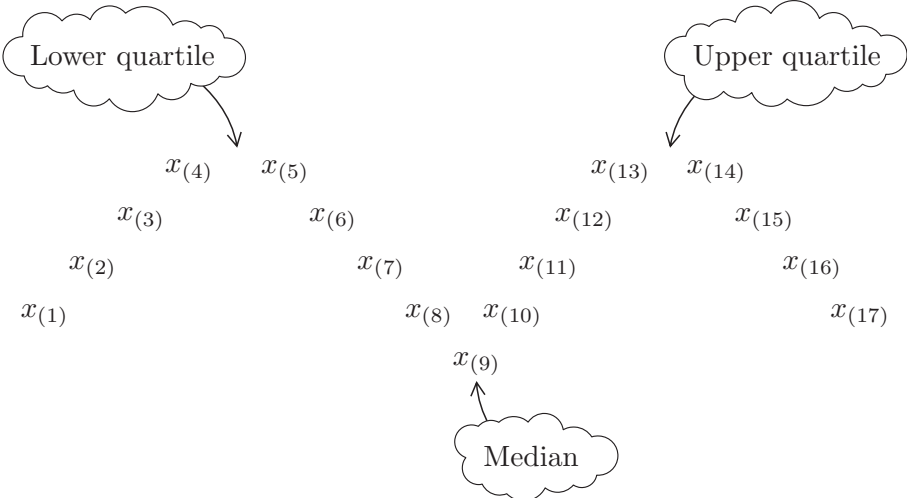 Lower quartile Upper quartile
x(4) x(5) x(13) x(14)
x(3) x(6) x(12) x(15)
x(2) x(7) x(11) x(16)
x(1) x(8) x(10) x(17)
x(9)
Median